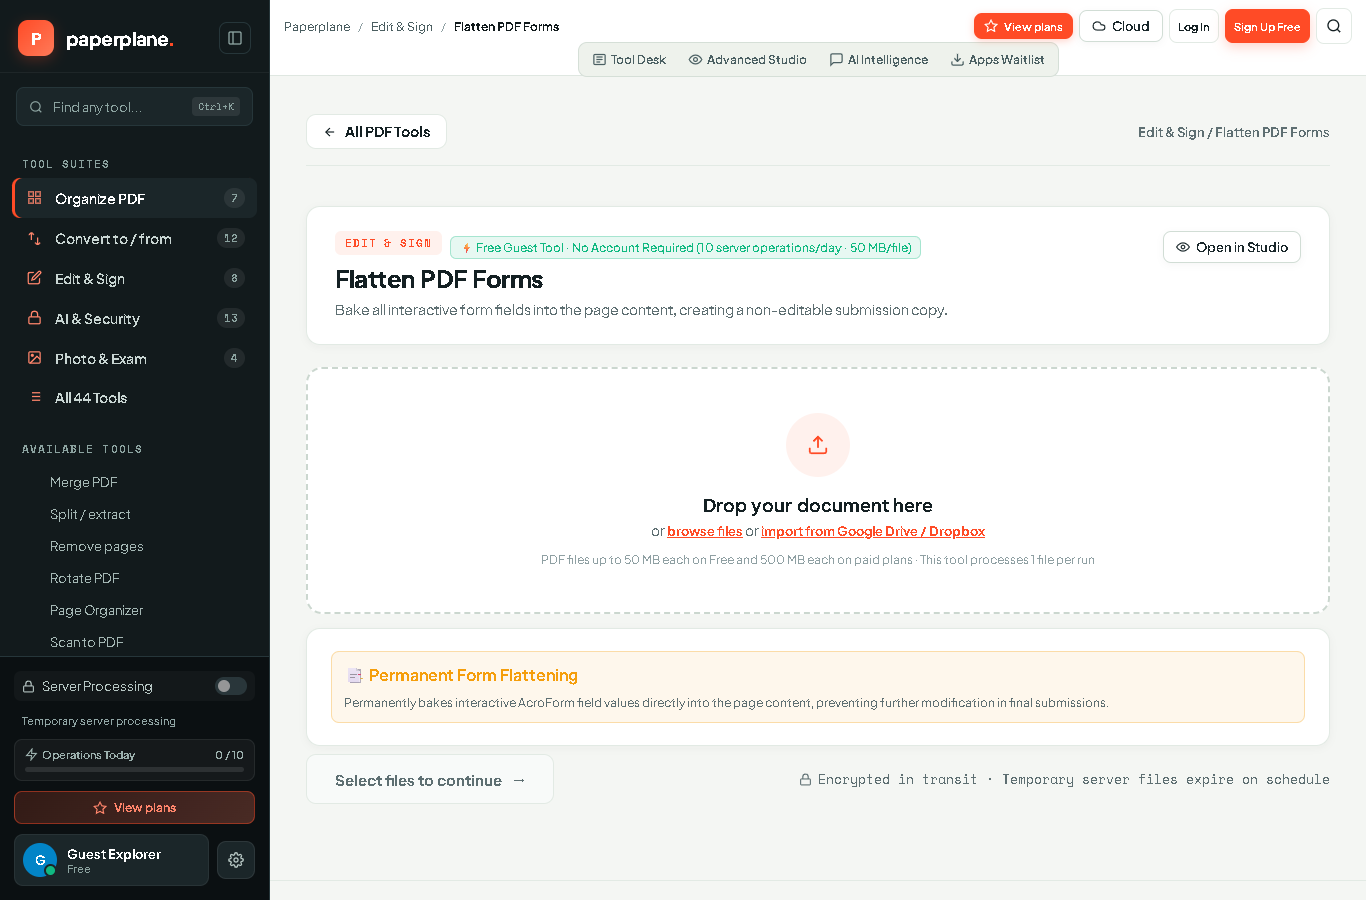 P paperplane.
Find any tool... Ctrl+K
TOOL SUITES
Organize PDF 7
Convert to / from 12
Edit & Sign 8
AI & Security 13
Photo & Exam 4
All 44 Tools
AVAILABLE TOOLS
Merge PDF
Split / extract
Remove pages
Rotate PDF
Page Organizer
Scan to PDF
Server Processing
Temporary server processing
Operations Today 0 / 10
View plans
G Guest Explorer
Free
Paperplane / Edit & Sign / Flatten PDF Forms
View plans Cloud Log In Sign Up Free
Tool Desk Advanced Studio AI Intelligence Apps Waitlist
← All PDF Tools Edit & Sign / Flatten PDF Forms
EDIT & SIGN Free Guest Tool · No Account Required (10 server operations/day · 50 MB/file) Open in Studio
Flatten PDF Forms
Bake all interactive form fields into the page content, creating a non-editable submission copy.
Drop your document here
or browse files or import from Google Drive / Dropbox
PDF files up to 50 MB each on Free and 500 MB each on paid plans · This tool processes 1 file per run
Permanent Form Flattening
Permanently bakes interactive AcroForm field values directly into the page content, preventing further modification in final submissions.
Select files to continue → Encrypted in transit · Temporary server files expire on schedule